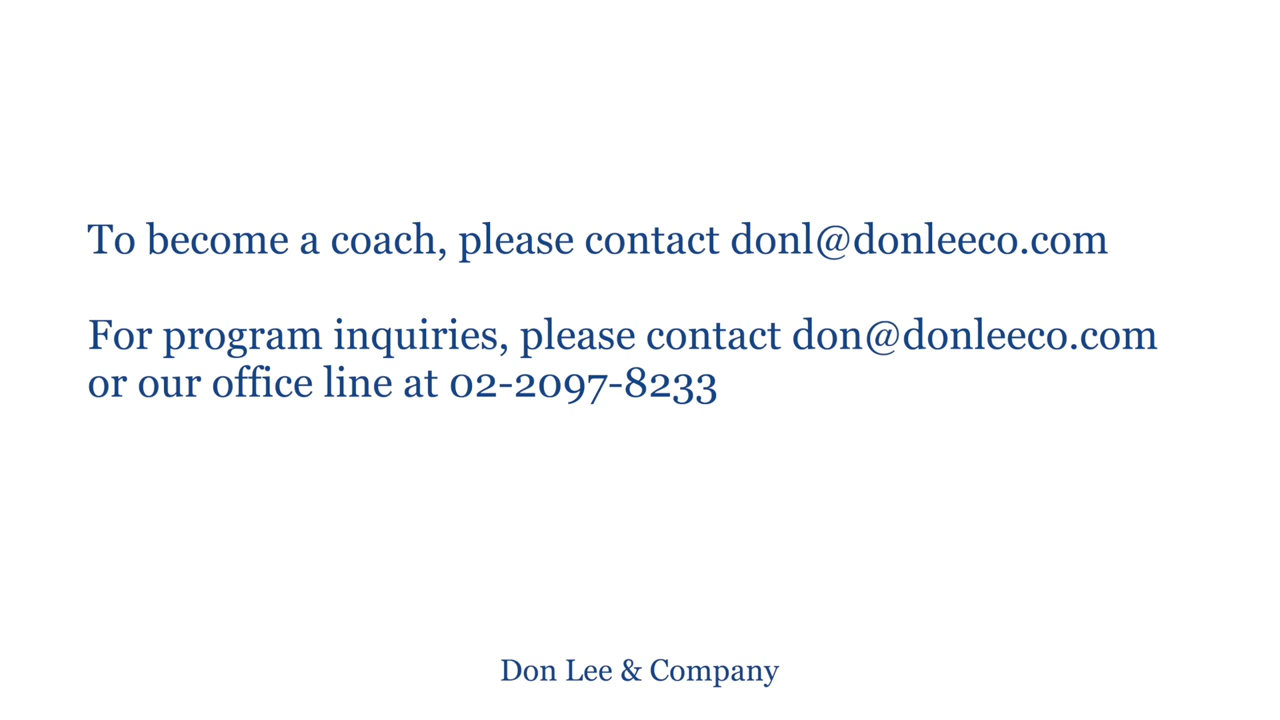 To become a coach, please contact donl@donleeco.com
For program inquiries, please contact don@donleeco.com
or our office line at 02-2097-8233
Don Lee & Company